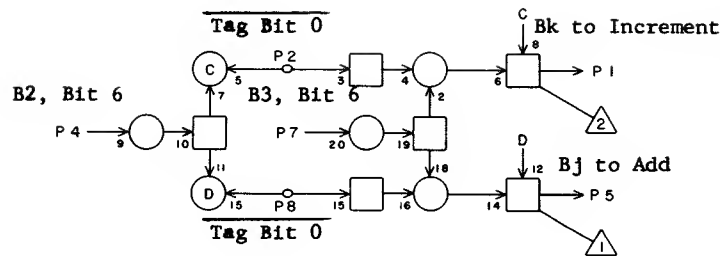 Tag Bit 0
C
Bk to Increment
P2
8
C
5
3
4
6
P1
B2, Bit 6
7
B3, Bit 6
2
2
P4
9
10
P7
20
19
11
18
D
12
Bj to Add
D
15
P8
15
16
14
P5
Tag Bit 0
1